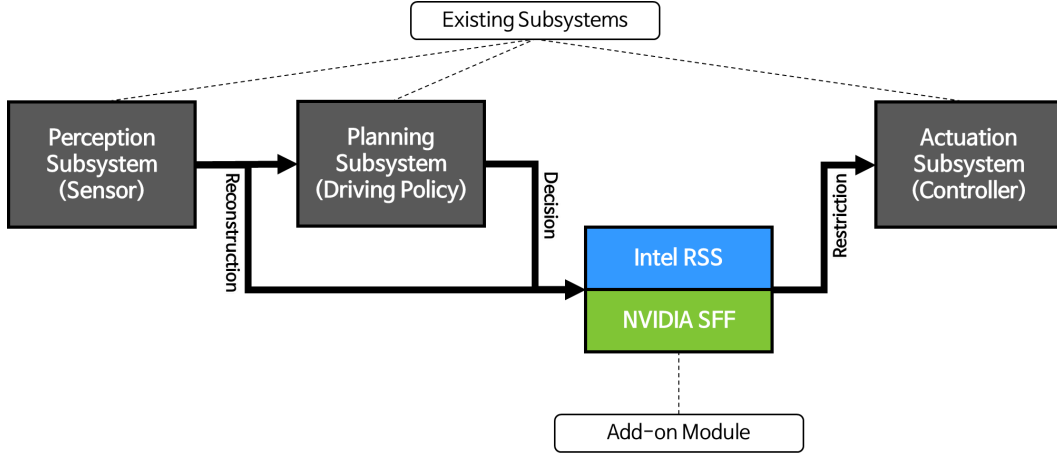 Existing Subsystems
Perception
Subsystem
(Sensor)
Planning
Subsystem
(Driving Policy)
Actuation
Subsystem
(Controller)
Reconstruction
Decision
Restriction
Intel RSS
NVIDIA SFF
Add-on Module